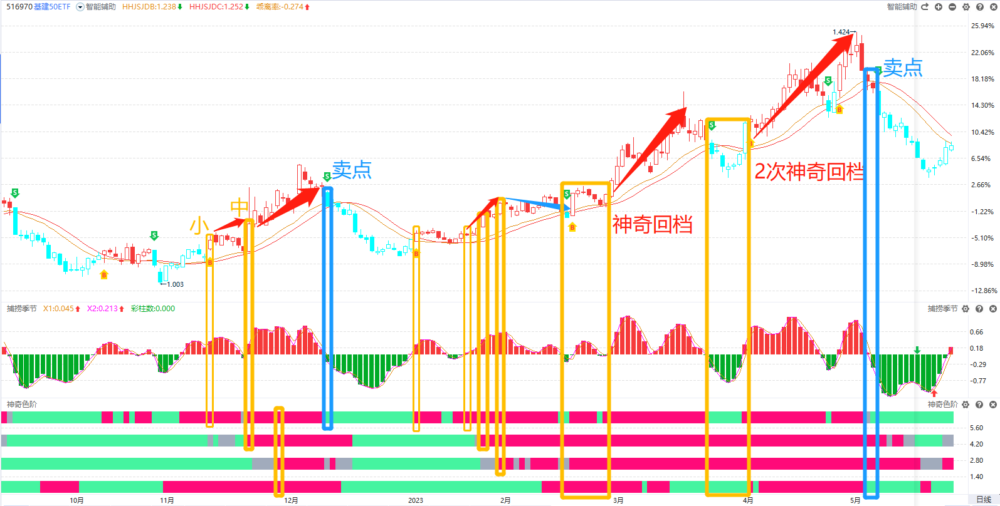 516970基建50ETF 智能辅助 HHJSJDB:1.238 HHJSJDC:1.252 乖离率:-0.274 智能辅助
25.94%
1.424
22.06%
卖点
18.18%
14.30%
10.42%
6.54%
卖点
2次神奇回档
2.66%
中
-1.22%
小
神奇回档
-5.10%
-8.98%
1.003
-12.86%
S
S
S
S
S
S
S
B
B
B
B
B
B
捕捞季节 X1:0.045 X2:0.213 彩柱数:0.000 捕捞季节
0.66
0.18
-0.29
-0.77
神奇色阶 神奇色阶
5.60
4.20
2.80
1.40
10月 11月 12月 2023 2月 3月 4月 5月 日线